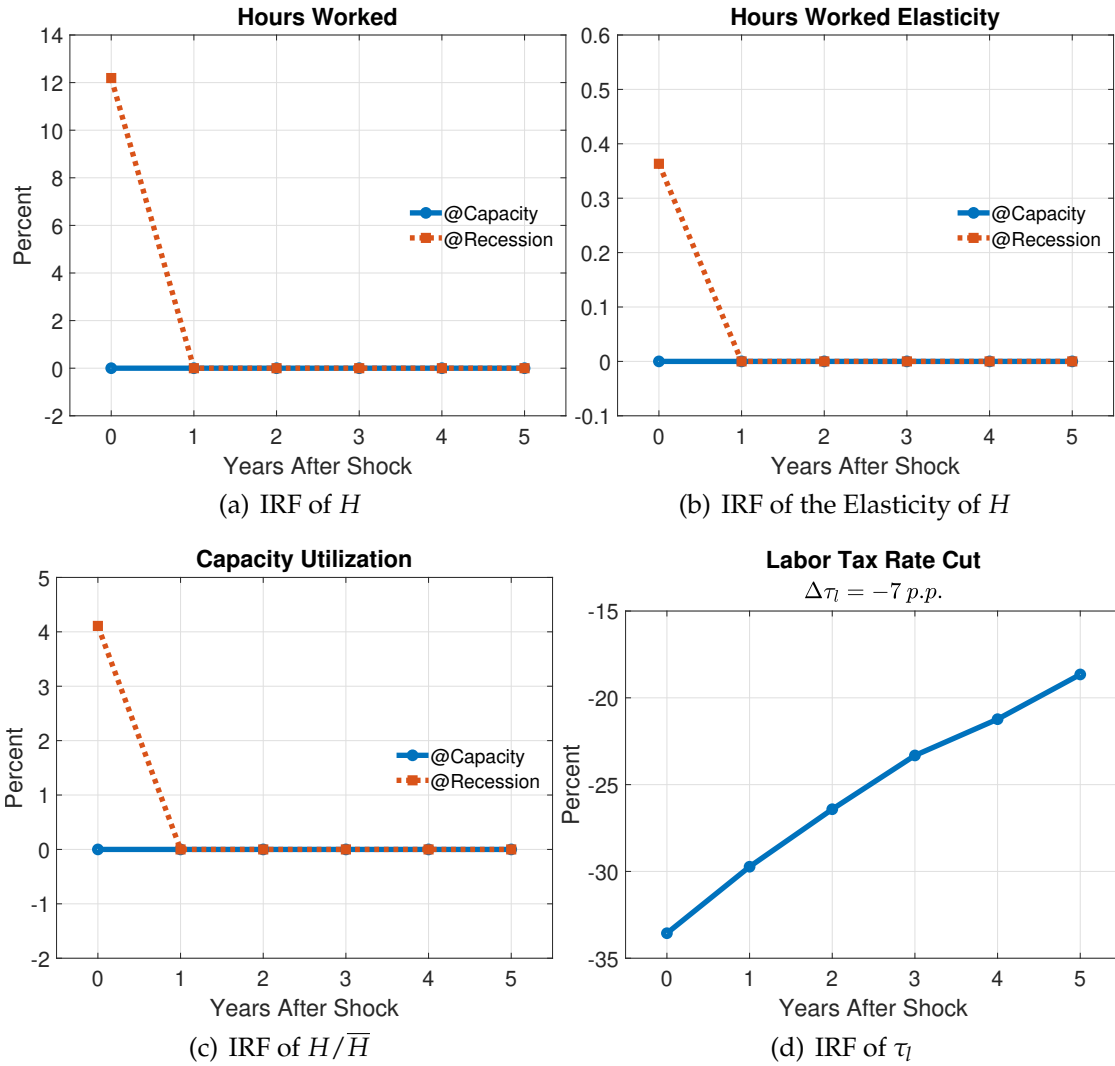 Hours Worked
14
12
10
8
6
4
2
0
-2
Percent
@Capacity
@Recession
0 1 2 3 4 5
Years After Shock
(a) IRF of H
Hours Worked Elasticity
0.6
0.5
0.4
0.3
0.2
0.1
0
-0.1
@Capacity
@Recession
0 1 2 3 4 5
Years After Shock
(b) IRF of the Elasticity of H
Capacity Utilization
5
4
3
2
1
0
-1
-2
Percent
@Capacity
@Recession
0 1 2 3 4 5
Years After Shock
(c) IRF of H/H̅
Labor Tax Rate Cut
Δτₗ = −7 p.p.
-15
-20
-25
-30
-35
Percent
0 1 2 3 4 5
Years After Shock
(d) IRF of τₗ